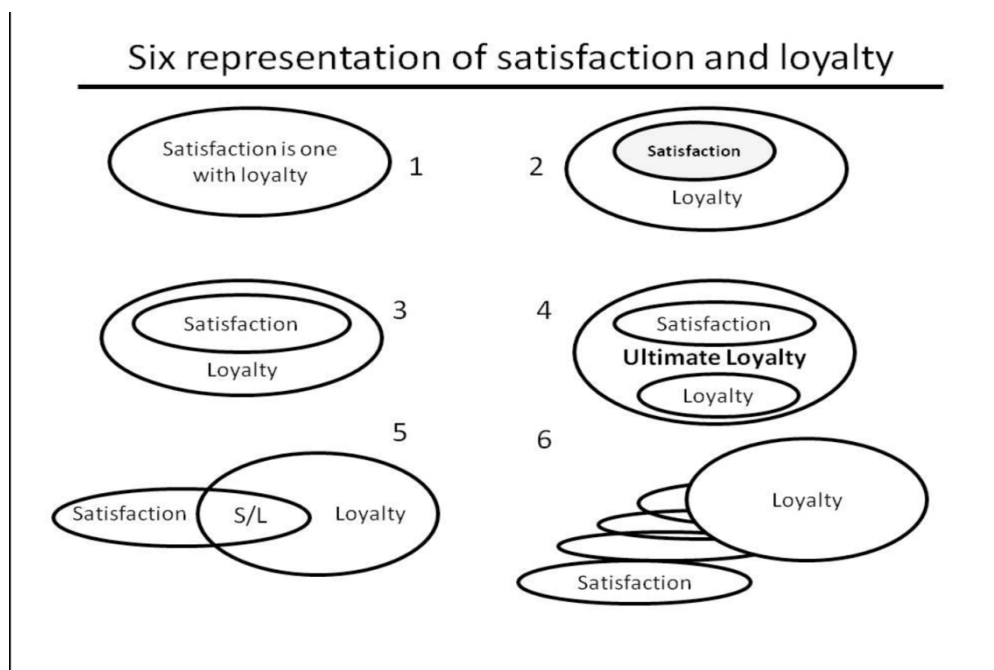 Six representation of satisfaction and loyalty
Satisfaction is one
with loyalty
1
2
Satisfaction
Loyalty
3
Satisfaction
Loyalty
4
Satisfaction
Ultimate Loyalty
Loyalty
5
Satisfaction
S/L
Loyalty
6
Loyalty
Satisfaction